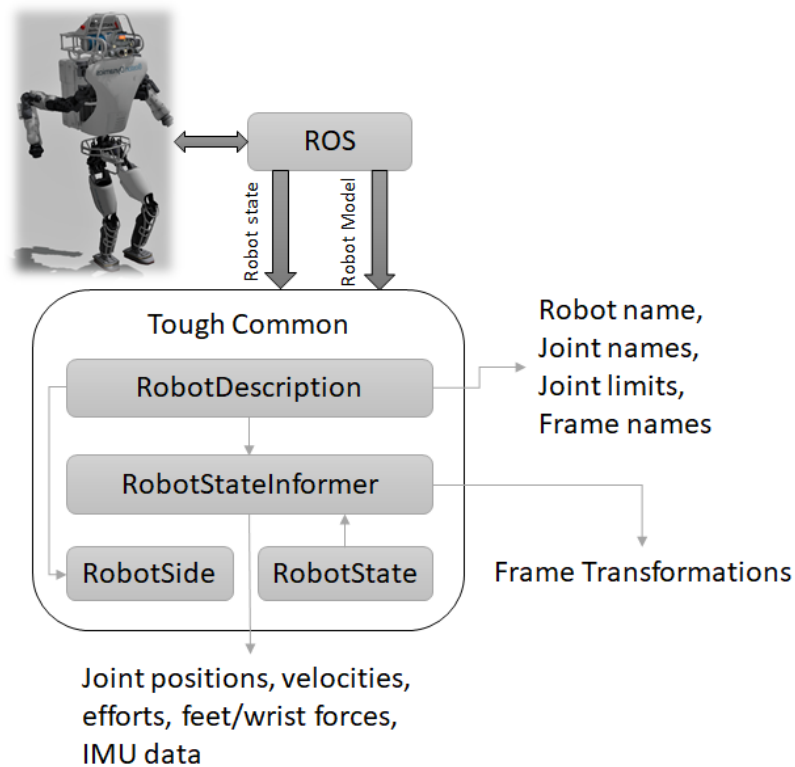 ROS
Robot state
Robot Model
Tough Common
RobotDescription
Robot name,
Joint names,
Joint limits,
Frame names
RobotStateInformer
RobotSide
RobotState
Frame Transformations
Joint positions, velocities,
efforts, feet/wrist forces,
IMU data